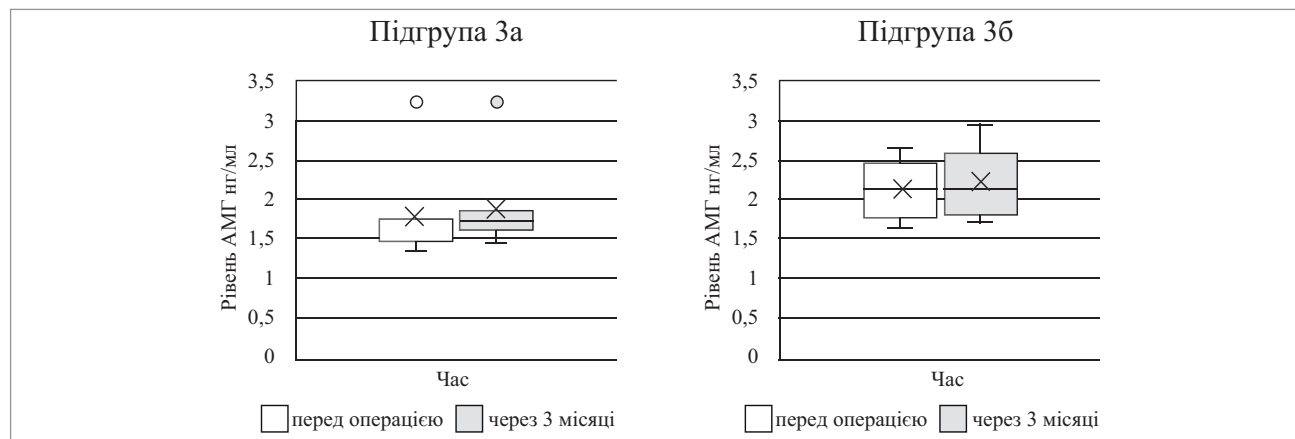 Підгрупа 3а
Рівень АМГ нг/мл
3,5
3
2,5
2
1,5
1
0,5
0
Час
перед операцією через 3 місяці
Підгрупа 3б
Рівень АМГ нг/мл
3,5
3
2,5
2
1,5
1
0,5
0
Час
перед операцією через 3 місяці